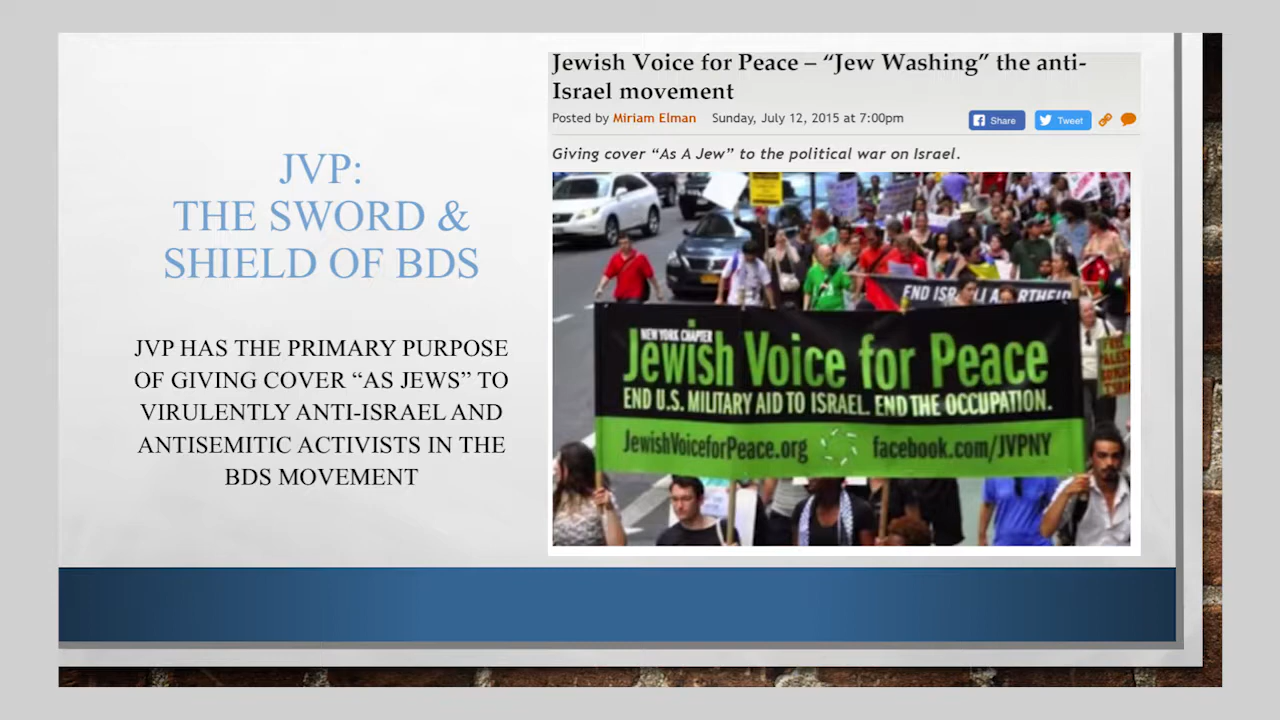 JVP:
THE SWORD &
SHIELD OF BDS
JVP HAS THE PRIMARY PURPOSE
OF GIVING COVER “AS JEWS” TO
VIRULENTLY ANTI-ISRAEL AND
ANTISEMITIC ACTIVISTS IN THE
BDS MOVEMENT
Jewish Voice for Peace – “Jew Washing” the anti-
Israel movement
Posted by Miriam Elman Sunday, July 12, 2015 at 7:00pm
Share
Tweet
Giving cover “As A Jew” to the political war on Israel.
END ISRAELI APARTHEID
NEW YORK CHAPTER
Jewish Voice for Peace
END U.S. MILITARY AID TO ISRAEL. END THE OCCUPATION.
JewishVoiceforPeace.org facebook.com/JVPNY